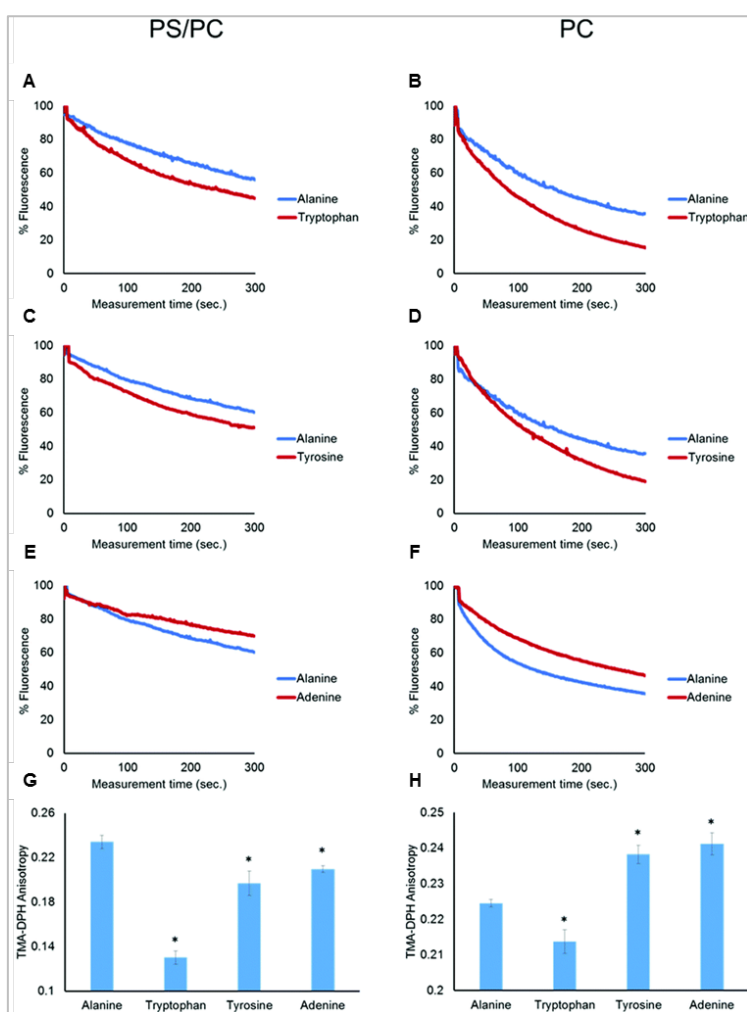 PS/PC
PC
A
100
80
60
40
20
0
% Fluorescence
0 100 200 300
Measurement time (sec.)
Alanine
Tryptophan
B
100
80
60
40
20
0
% Fluorescence
0 100 200 300
Measurement time (sec.)
Alanine
Tryptophan
C
100
80
60
40
20
0
% Fluorescence
0 100 200 300
Measurement time (sec.)
Alanine
Tyrosine
D
100
80
60
40
20
0
% Fluorescence
0 100 200 300
Measurement time (sec.)
Alanine
Tyrosine
E
100
80
60
40
20
0
% Fluorescence
0 100 200 300
Measurement time (sec.)
Alanine
Adenine
F
100
80
60
40
20
0
% Fluorescence
0 100 200 300
Measurement time (sec.)
Alanine
Adenine
G
0.26
0.22
0.18
0.14
0.1
TMA-DPH Anisotropy
* * *
Alanine Tryptophan Tyrosine Adenine
H
0.25
0.24
0.23
0.22
0.21
0.2
TMA-DPH Anisotropy
* * *
Alanine Tryptophan Tyrosine Adenine